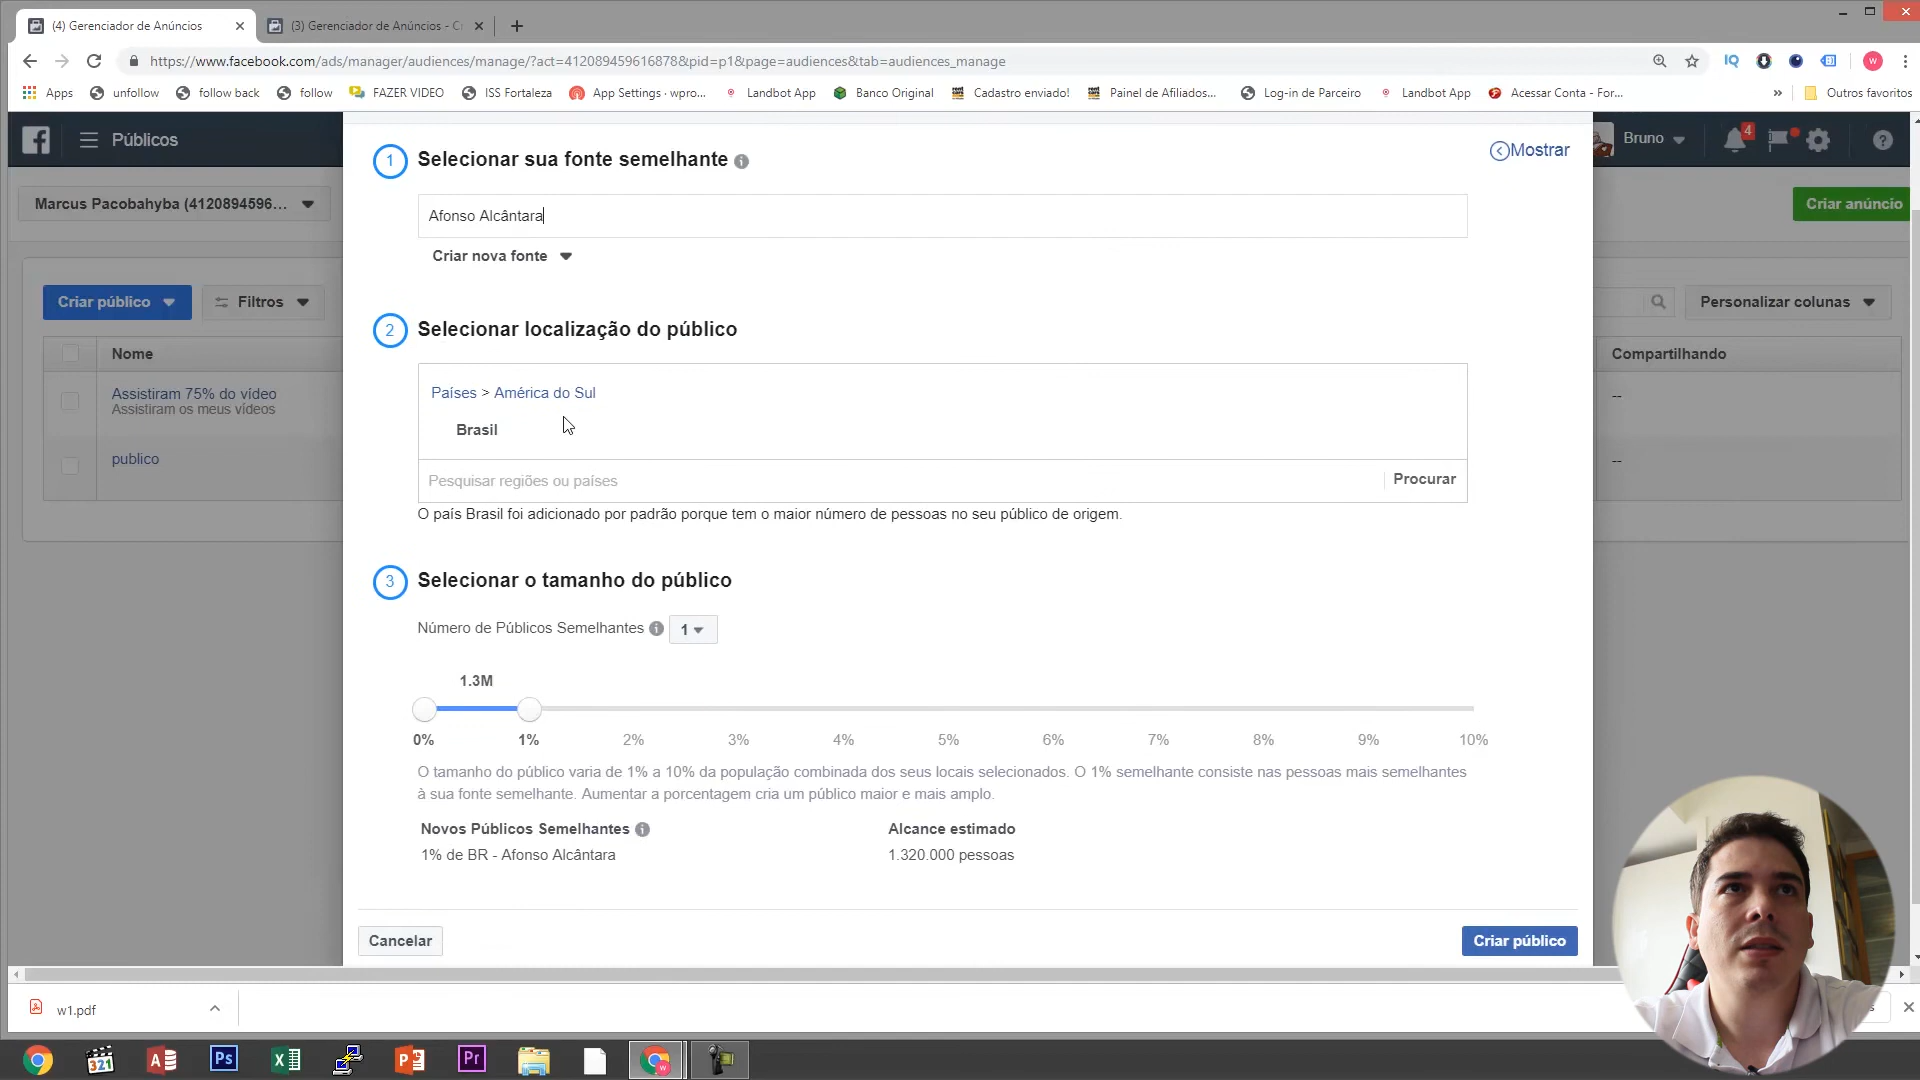 (4) Gerenciador de Anúncios
(3) Gerenciador de Anúncios - C
https://www.facebook.com/ads/manager/audiences/manage/?act=412089459616878&pid=p1&page=audiences&tab=audiences_manage
IQ
W
Apps
unfollow
follow back
follow
FAZER VIDEO
ISS Fortaleza
App Settings · wpro...
Landbot App
Banco Original
Cadastro enviado!
Painel de Afiliados...
Log-in de Parceiro
Landbot App
Acessar Conta - For...
»
Outros favoritos
Públicos
Bruno
4
Marcus Pacobahyba (4120894596...
Criar anúncio
1 Selecionar sua fonte semelhante
Mostrar
Afonso Alcântara
Criar nova fonte
Criar público
Filtros
Personalizar colunas
2 Selecionar localização do público
Nome
Compartilhando
Assistiram 75% do vídeo
Assistiram os meus vídeos
--
publico
--
Países > América do Sul
Brasil
Pesquisar regiões ou países
Procurar
O país Brasil foi adicionado por padrão porque tem o maior número de pessoas no seu público de origem.
3 Selecionar o tamanho do público
Número de Públicos Semelhantes
1
1.3M
0% 1% 2% 3% 4% 5% 6% 7% 8% 9% 10%
O tamanho do público varia de 1% a 10% da população combinada dos seus locais selecionados. O 1% semelhante consiste nas pessoas mais semelhantes
à sua fonte semelhante. Aumentar a porcentagem cria um público maior e mais amplo.
Novos Públicos Semelhantes
Alcance estimado
1% de BR - Afonso Alcântara
1.320.000 pessoas
Cancelar
Criar público
w1.pdf
321
Ps
Pr